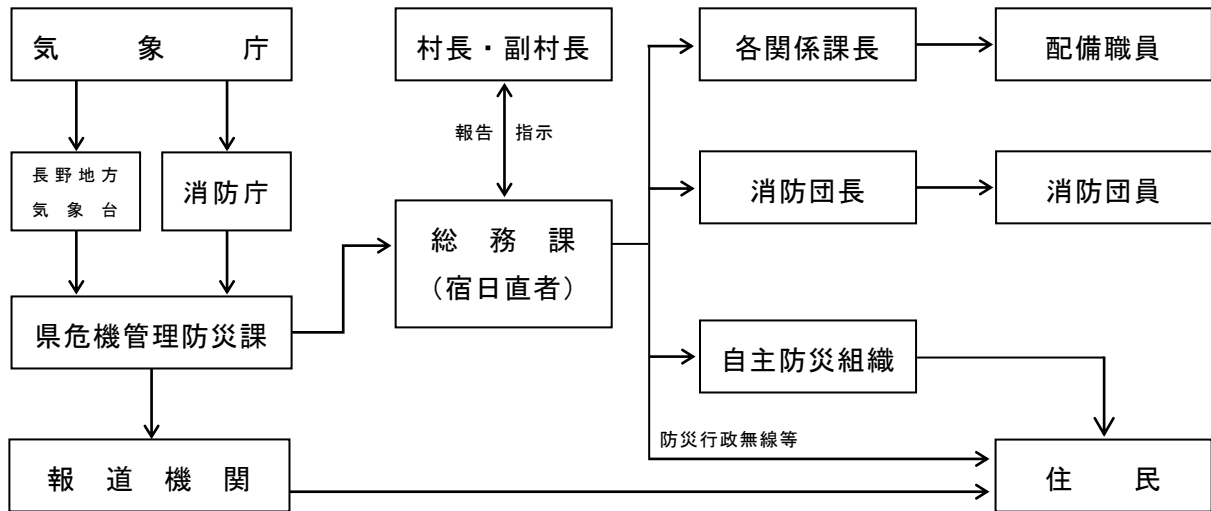 気象庁
村長・副村長
各関係課長
配備職員
報告
指示
長野地方
気象台
消防庁
消防団長
消防団員
総務課
（宿日直者）
県危機管理防災課
自主防災組織
防災行政無線等
報道機関
住民